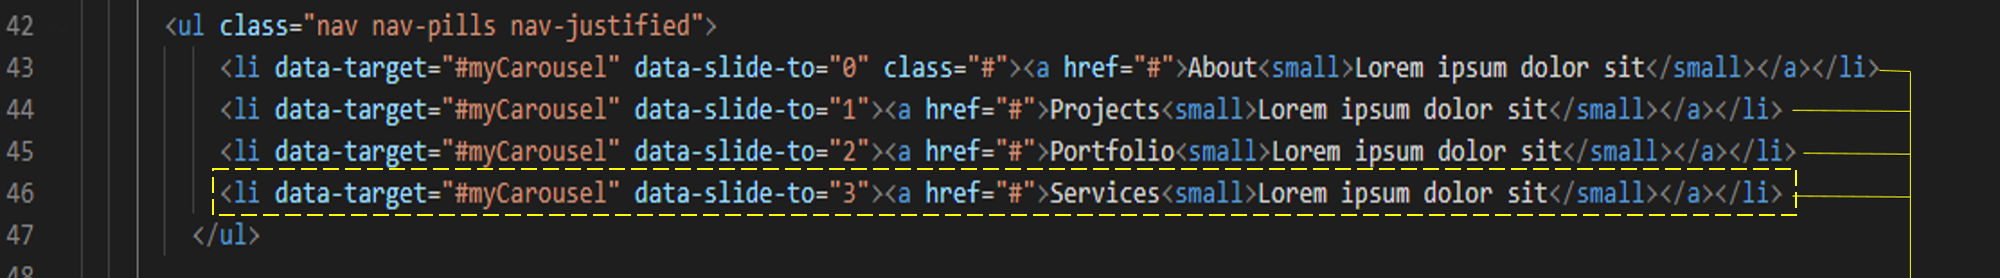 42 <ul class="nav nav-pills nav-justified">
43 <li data-target="#myCarousel" data-slide-to="0" class="#"><a href="#">About<small>Lorem ipsum dolor sit</small></a></li>
44 <li data-target="#myCarousel" data-slide-to="1"><a href="#">Projects<small>Lorem ipsum dolor sit</small></a></li>
45 <li data-target="#myCarousel" data-slide-to="2"><a href="#">Portfolio<small>Lorem ipsum dolor sit</small></a></li>
46 <li data-target="#myCarousel" data-slide-to="3"><a href="#">Services<small>Lorem ipsum dolor sit</small></a></li>
47 </ul>
48